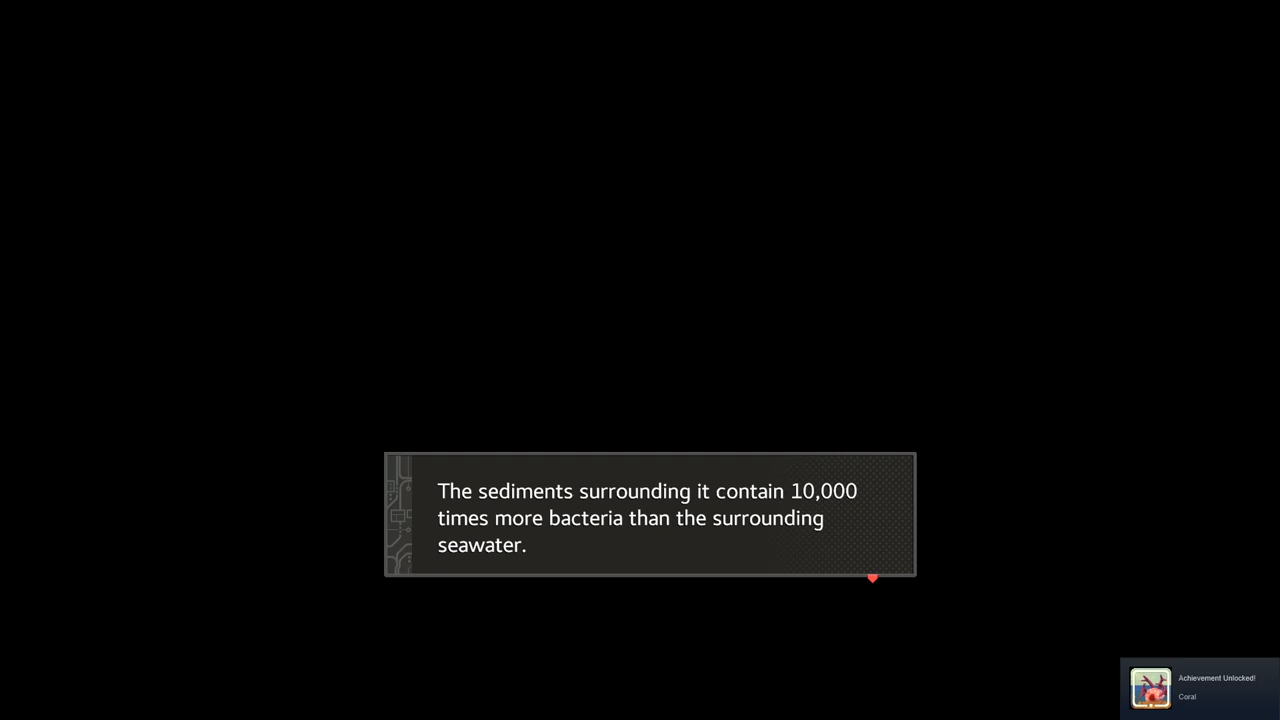 The sediments surrounding it contain 10,000
times more bacteria than the surrounding
seawater.
Achievement Unlocked!
Coral